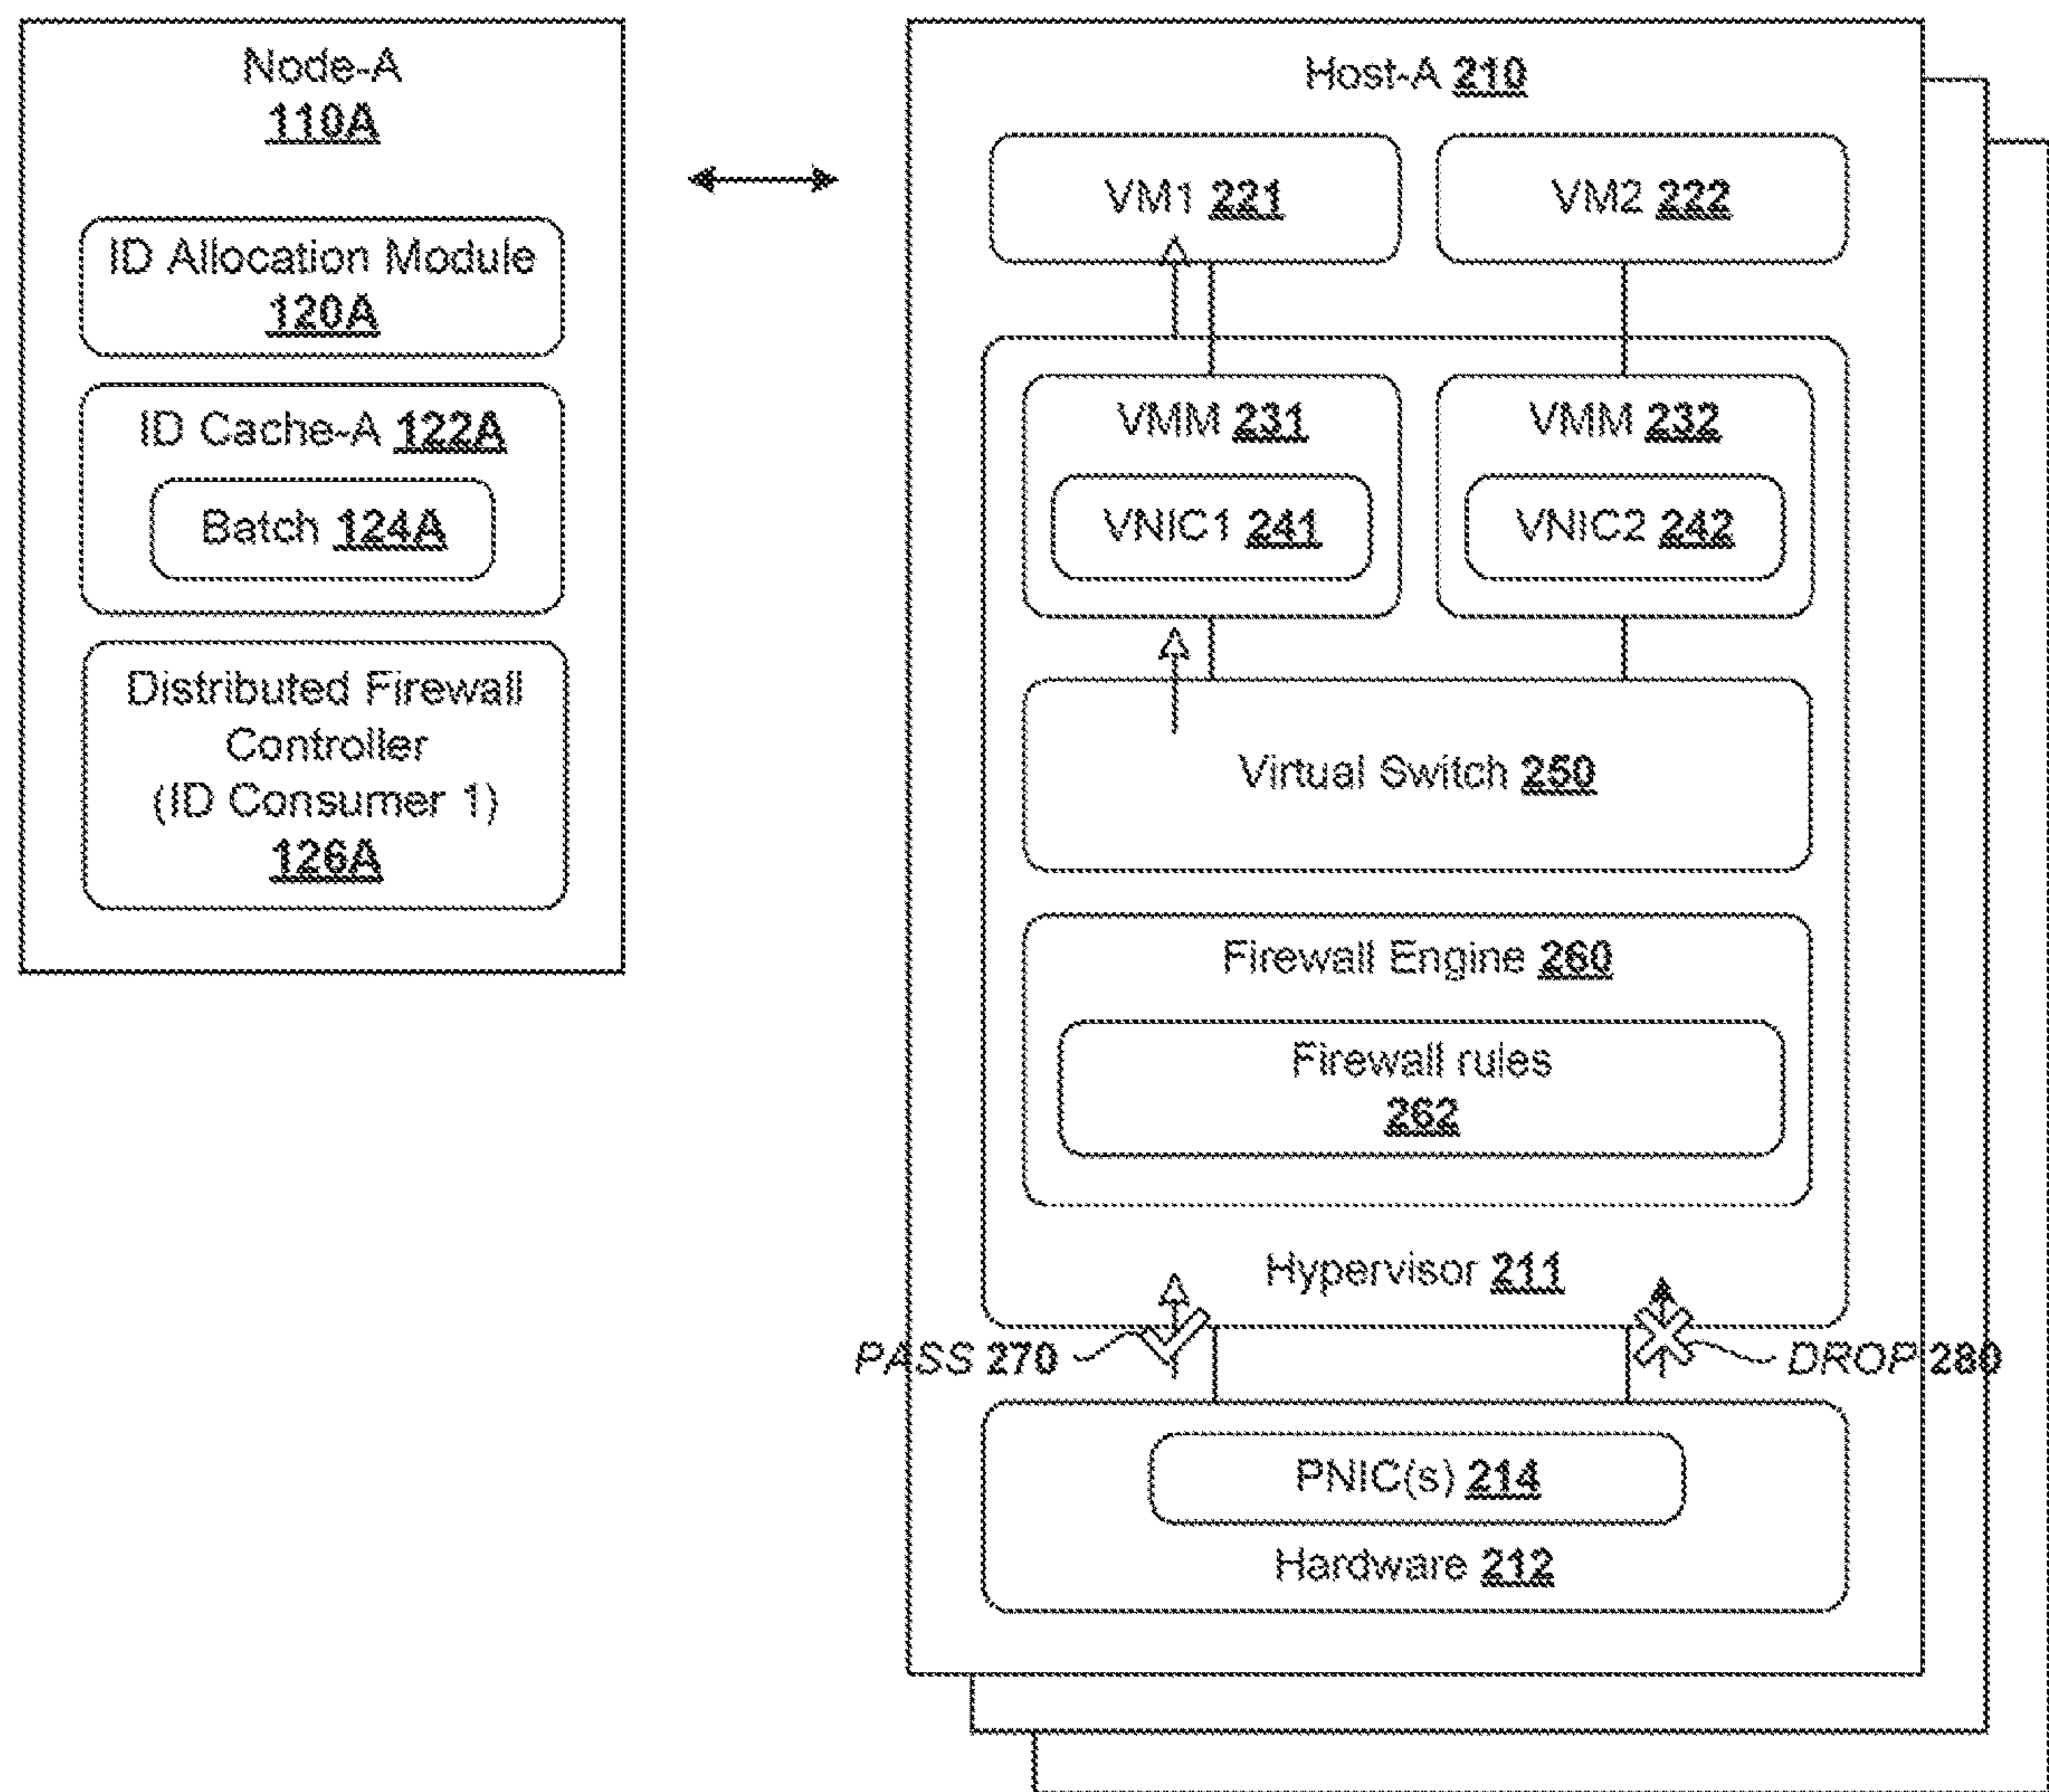 Node-A
110A
ID Allocation Module
120A
ID Cache-A 122A
Batch 124A
Distributed Firewall
Controller
(ID Consumer 1)
126A
Host-A 210
VM1 221
VM2 222
VMM 231
VMM 232
VNIC1 241
VNIC2 242
Virtual Switch 250
Firewall Engine 260
Firewall rules
262
Hypervisor 211
PASS 270
DROP 280
PNIC(s) 214
Hardware 212